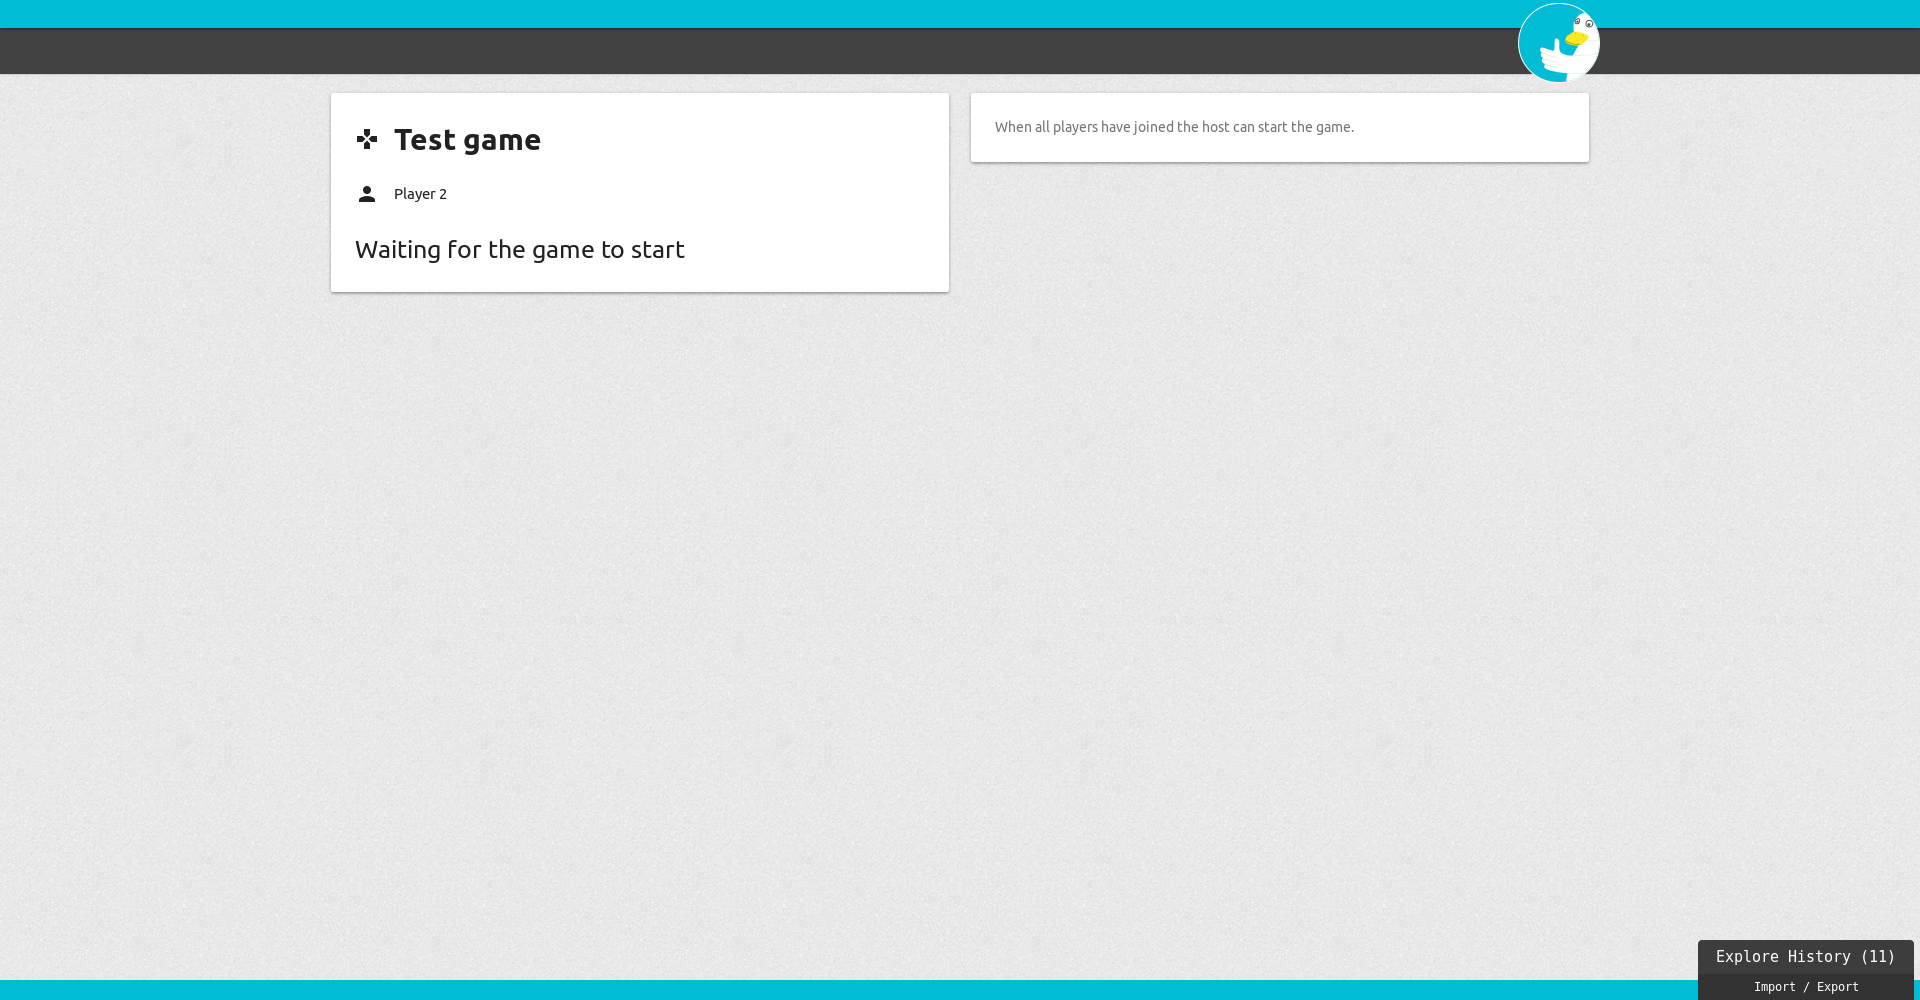 Test game
Player 2
Waiting for the game to start
When all players have joined the host can start the game.
Explore History (11)
Import / Export